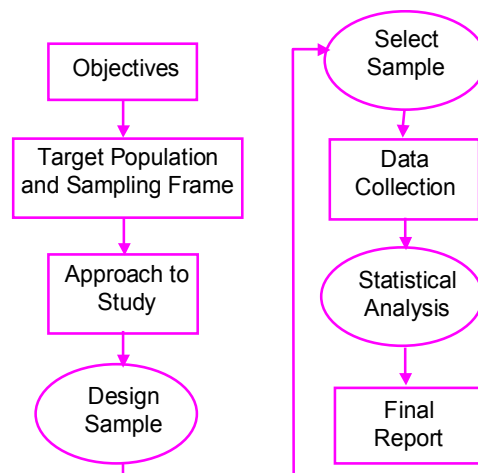 Objectives
Target Population
and Sampling Frame
Approach to
Study
Design
Sample
Select
Sample
Data
Collection
Statistical
Analysis
Final
Report